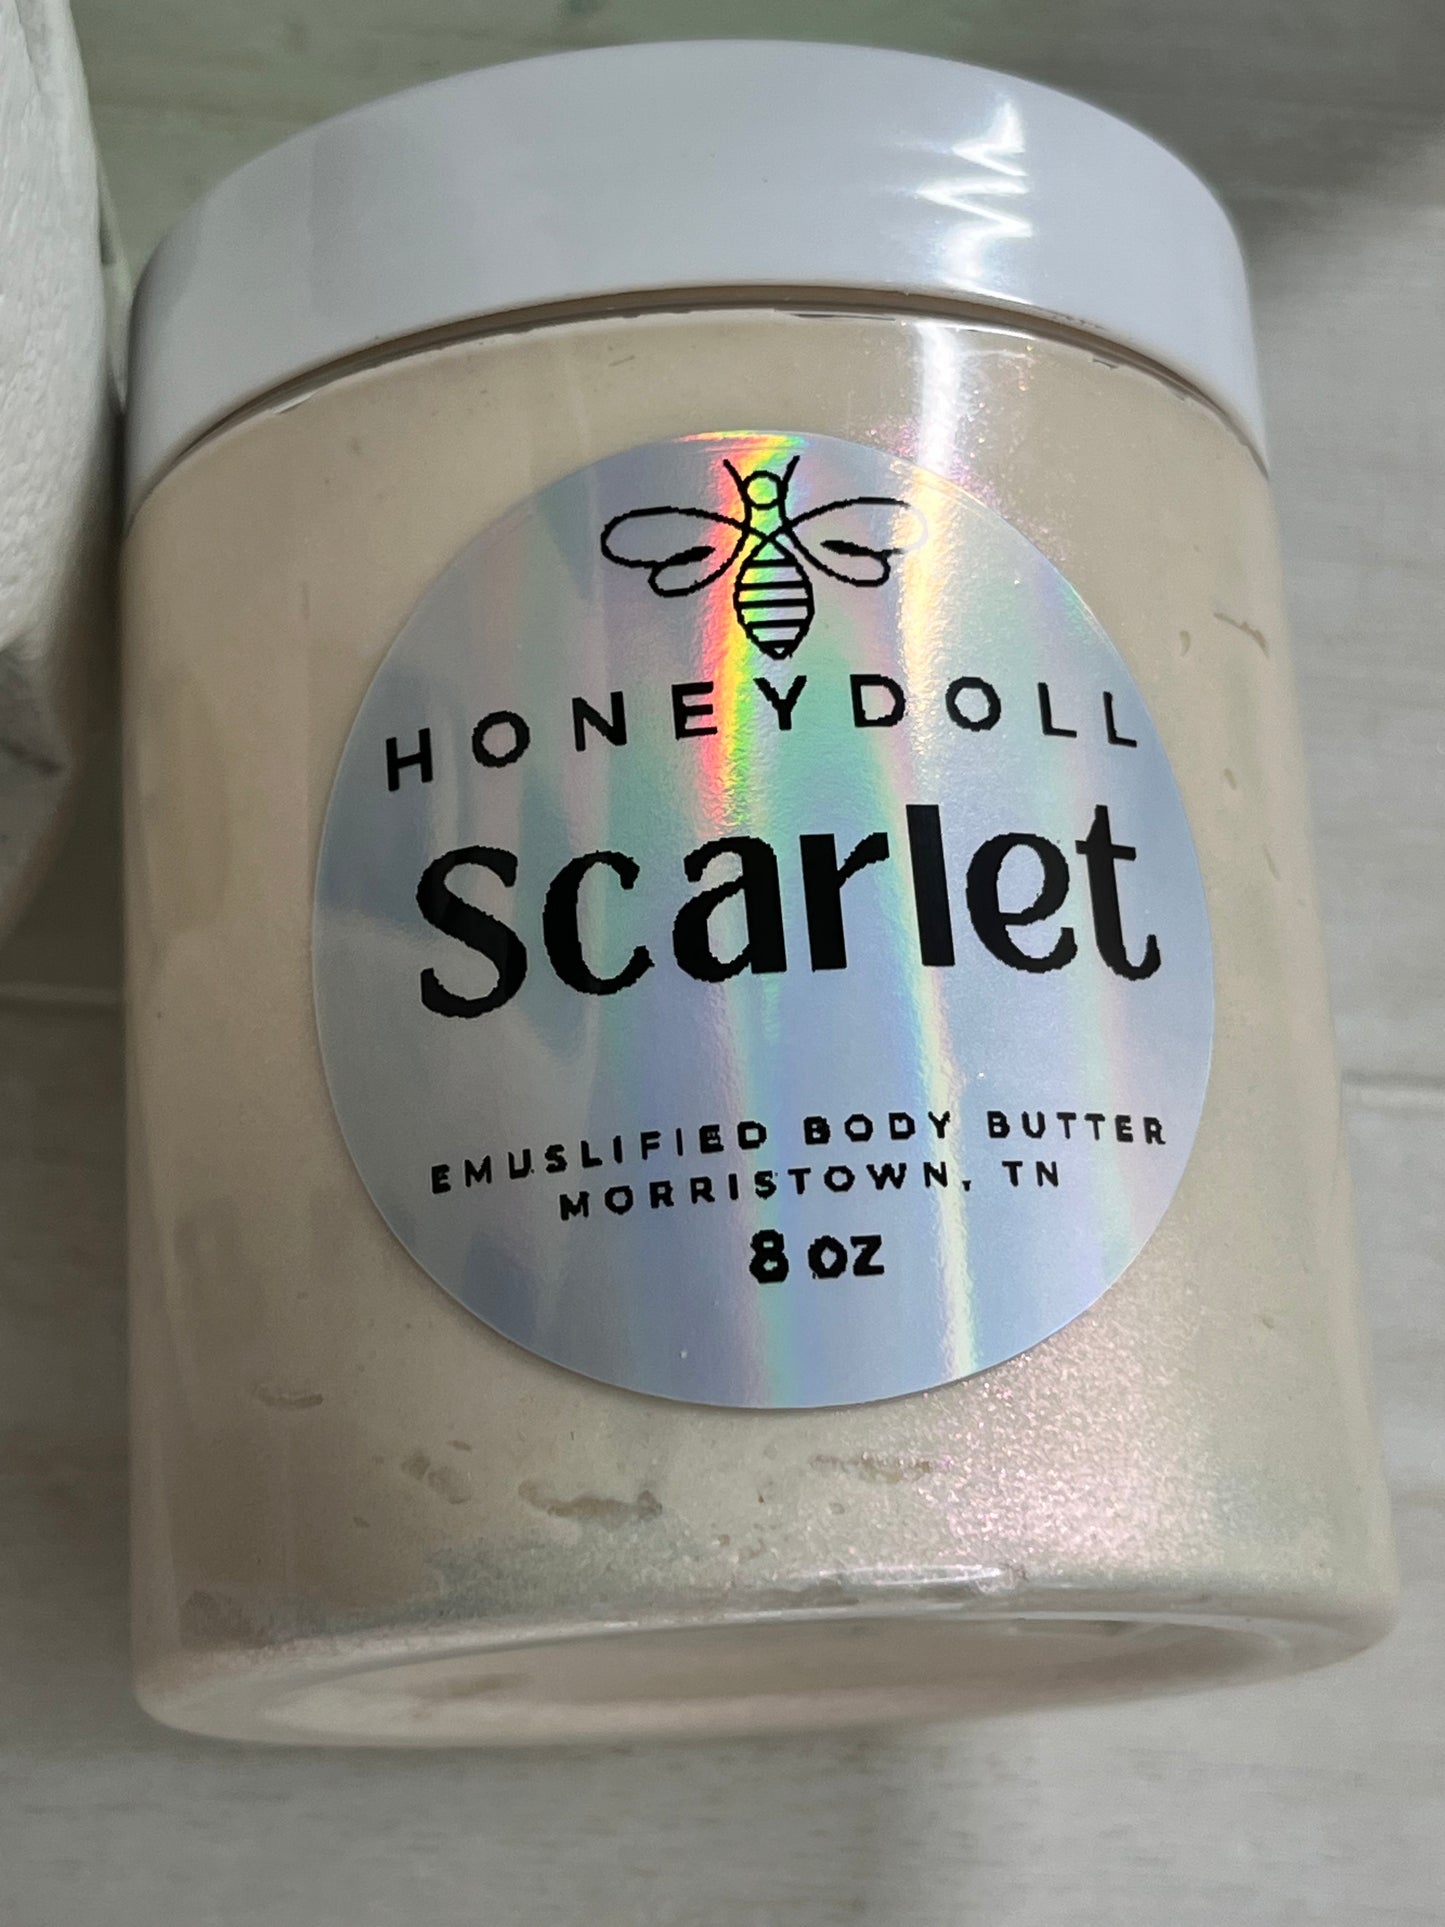 HONEYDOLL
Scarlet
EMUSLIFIED BODY BUTTER
MORRISTOWN, TN
8 OZ